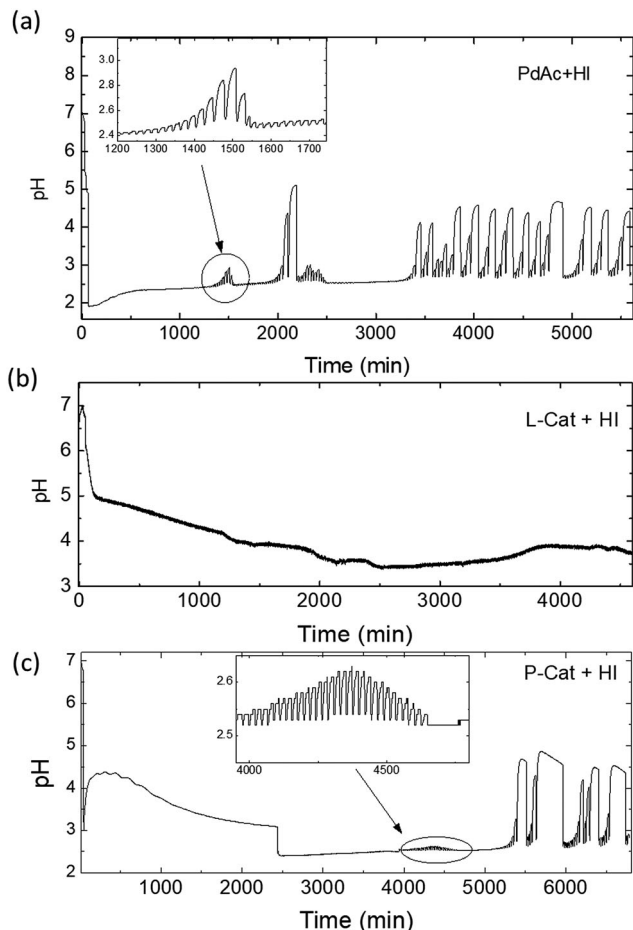 (a)
9
8
7
6
5
4
3
2
pH
3.0
2.8
2.6
2.4
1200 1300 1400 1500 1600 1700
PdAc+HI
0 1000 2000 3000 4000 5000
Time (min)
(b)
7
6
5
4
3
pH
L-Cat + HI
0 1000 2000 3000 4000
Time (min)
(c)
7
6
5
4
3
2
pH
2.6
2.5
4000 4500
P-Cat + HI
1000 2000 3000 4000 5000 6000
Time (min)